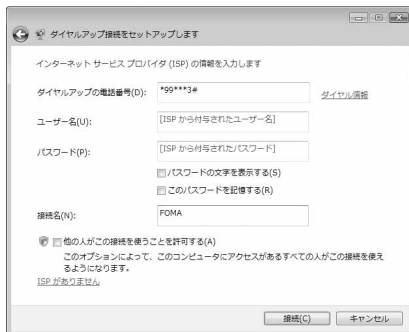 ダイヤルアップ接続をセットアップします
インターネット サービス プロバイダ (ISP) の情報を入力します
ダイヤルアップの電話番号(D): *99***3# ダイヤル情報
ユーザー名(U): [ISP から付与されたユーザー名]
パスワード(P): [ISP から付与されたパスワード]
パスワードの文字を表示する(S)
このパスワードを記憶する(R)
接続名(N): FOMA
他の人がこの接続を使うことを許可する(A)
このオプションによって、このコンピュータにアクセスがあるすべての人がこの接続を使え
るようになります。
ISP がありません
接続(C) キャンセル